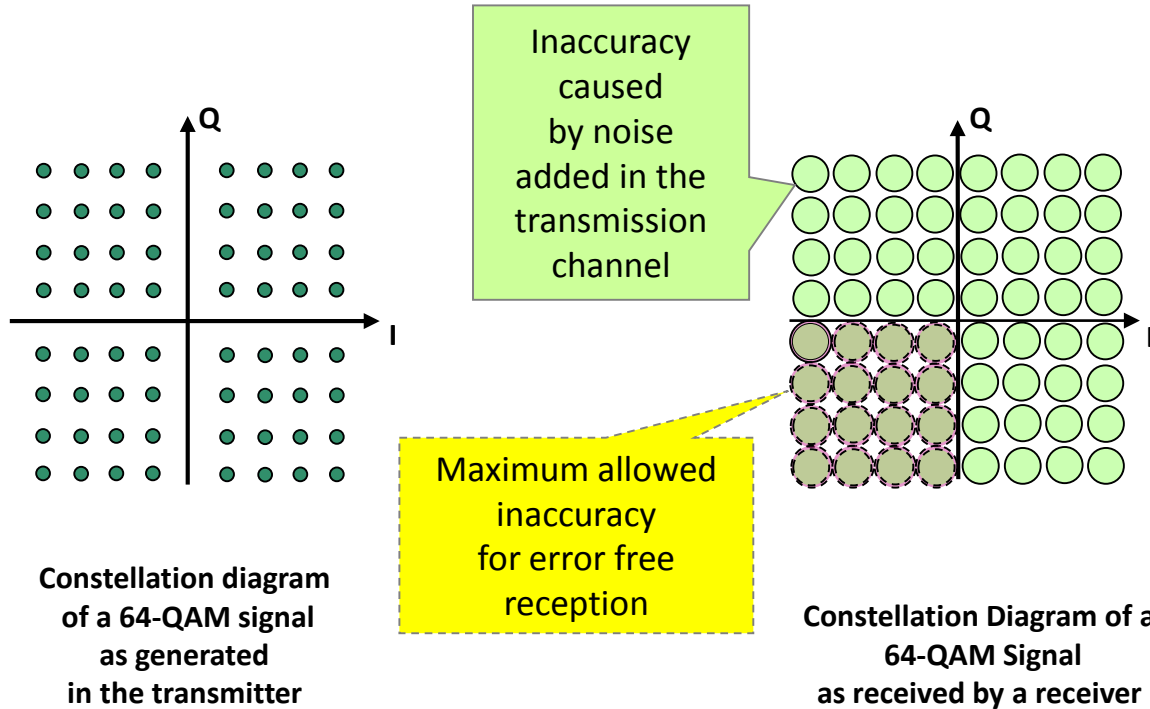 Inaccuracy
caused
by noise
added in the
transmission
channel
Q
I
Q
I
Maximum allowed
inaccuracy
for error free
reception
Constellation diagram
of a 64-QAM signal
as generated
in the transmitter
Constellation Diagram of a
64-QAM Signal
as received by a receiver